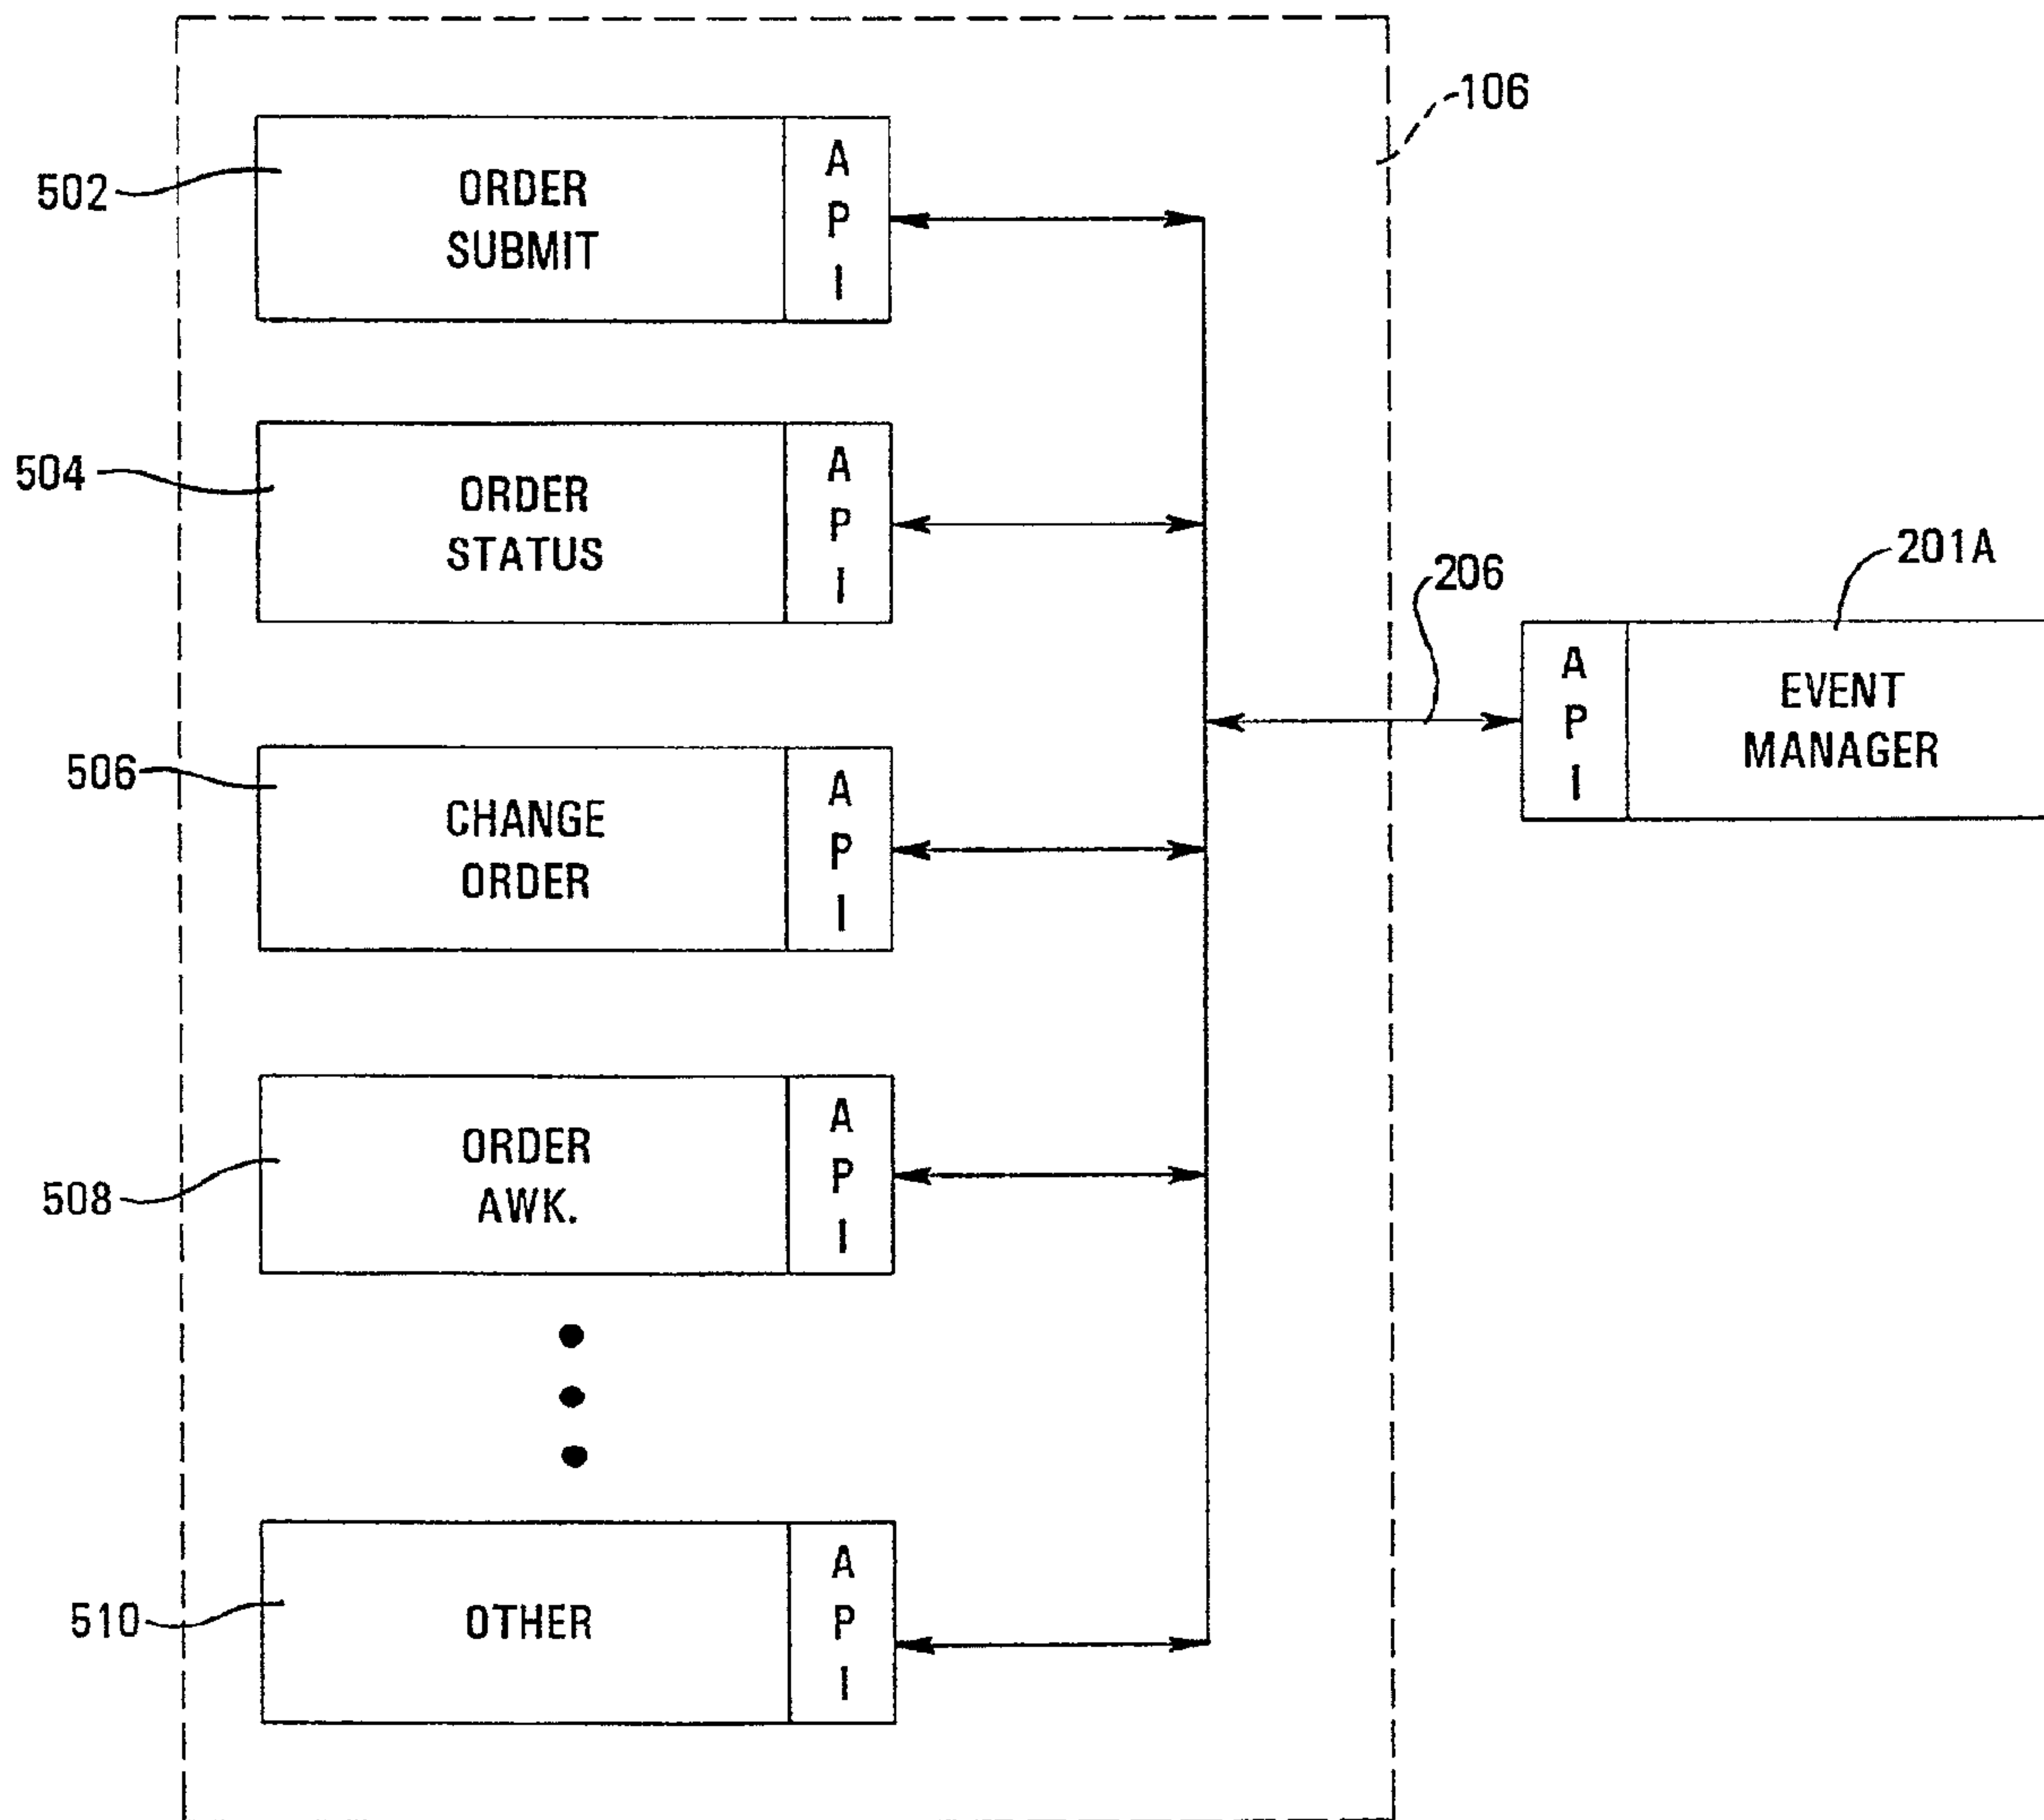 106
502
ORDER
SUBMIT
A
P
I
504
ORDER
STATUS
A
P
I
206
201A
A
P
I
EVENT
MANAGER
506
CHANGE
ORDER
A
P
I
508
ORDER
AWK.
A
P
I
510
OTHER
A
P
I